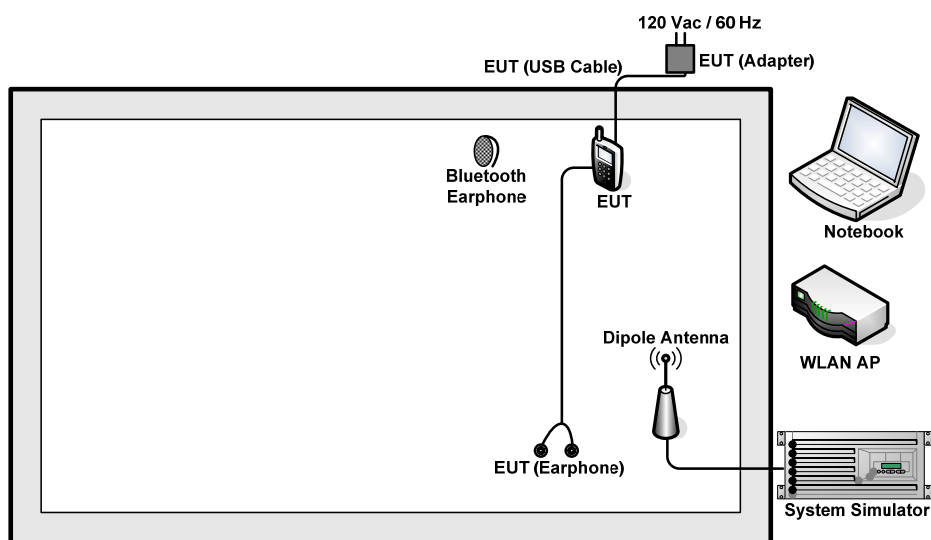 120 Vac / 60 Hz
EUT (USB Cable)
EUT (Adapter)
Bluetooth
Earphone
EUT
Notebook
Dipole Antenna
WLAN AP
EUT (Earphone)
System Simulator